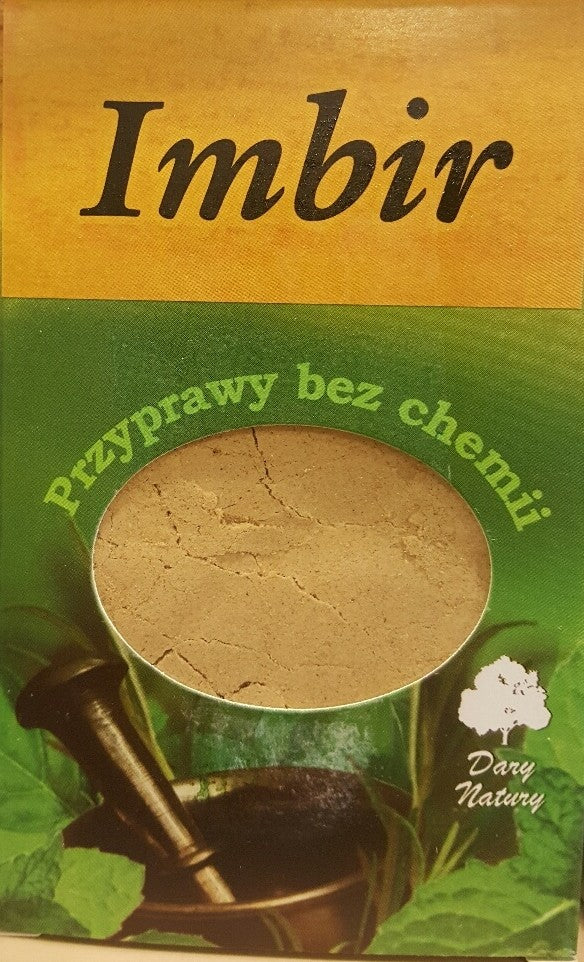 Imbir
Przyprawy bez chemii
Dary
Natury